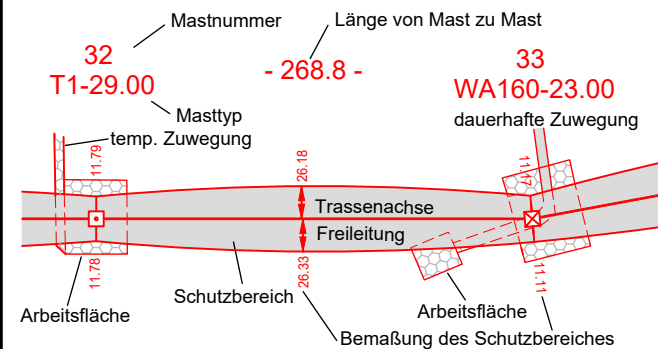 Mastnummer
Länge von Mast zu Mast
32
T1-29.00
- 268.8 -
33
WA160-23.00
Masttyp
temp. Zuwegung
dauerhafte Zuwegung
11.79
26.18
11.17
Trassenachse
Freileitung
11.78
26.33
11.11
Schutzbereich
Arbeitsfläche
Arbeitsfläche
Bemaßung des Schutzbereiches